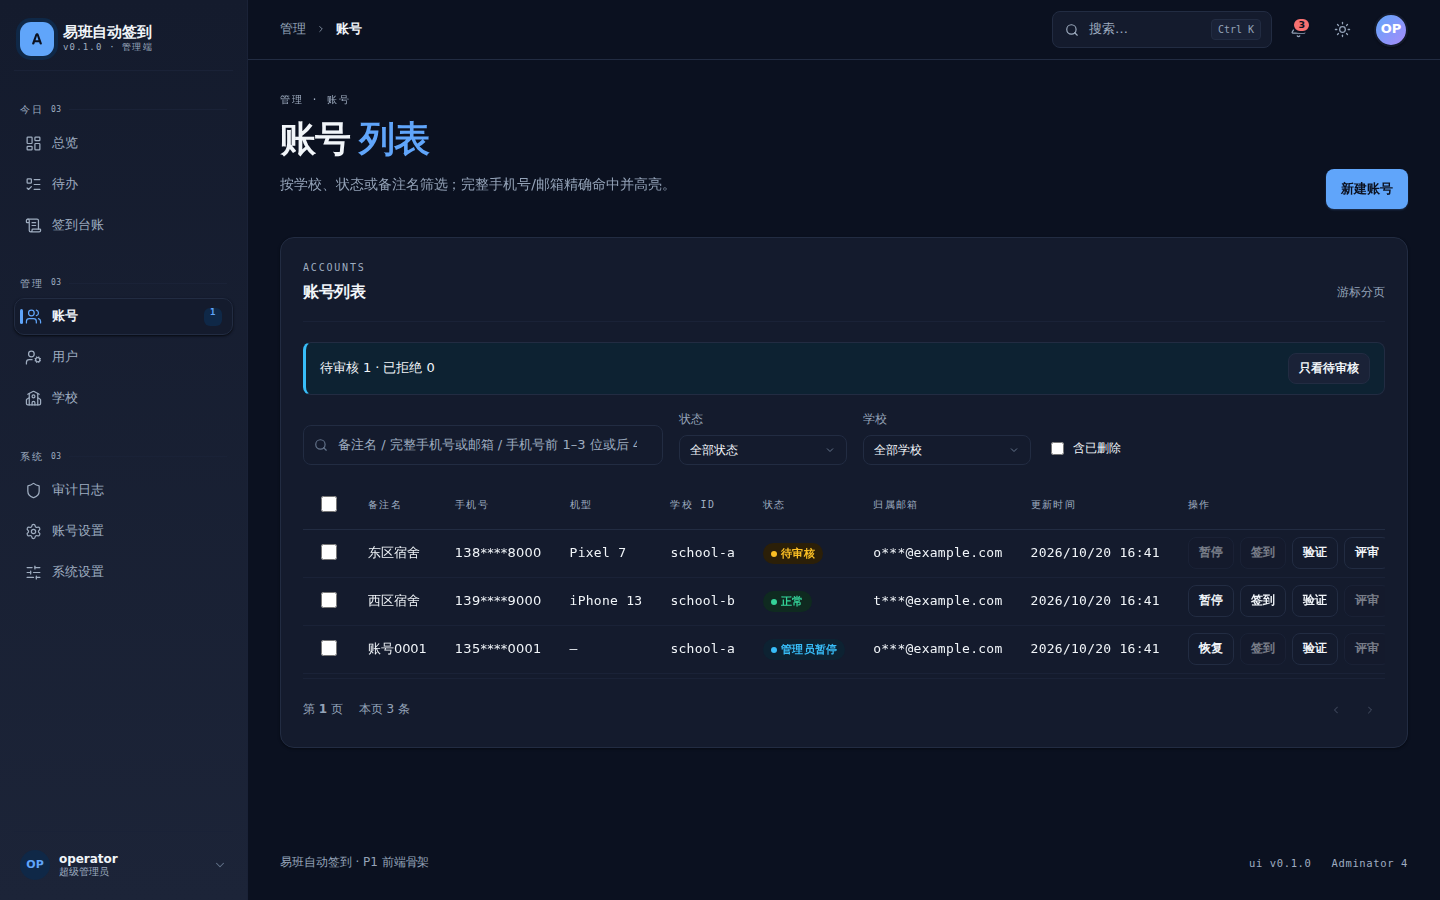 A
易班自动签到
v0.1.0 · 管理端
今日 03
总览
待办
签到台账
管理 03
账号 1
用户
学校
系统 03
审计日志
账号设置
系统设置
OP
operator
超级管理员
管理 › 账号
搜索… Ctrl K
3
OP
管理 · 账号
账号 列表
按学校、状态或备注名筛选；完整手机号/邮箱精确命中并高亮。
新建账号
ACCOUNTS
账号列表
游标分页
待审核 1 · 已拒绝 0
只看待审核
状态 学校
备注名 / 完整手机号或邮箱 / 手机号前 1–3 位或后 全部状态 全部学校 含已删除
备注名 手机号 机型 学校 ID 状态 归属邮箱 更新时间 操作
东区宿舍 138****8000 Pixel 7 school-a 待审核 o***@example.com 2026/10/20 16:41 暂停 签到 验证 评审
西区宿舍 139****9000 iPhone 13 school-b 正常 t***@example.com 2026/10/20 16:41 暂停 签到 验证 评审
账号0001 135****0001 — school-a 管理员暂停 o***@example.com 2026/10/20 16:41 恢复 签到 验证 评审
第 1 页 本页 3 条
易班自动签到 · P1 前端骨架
ui v0.1.0 Adminator 4